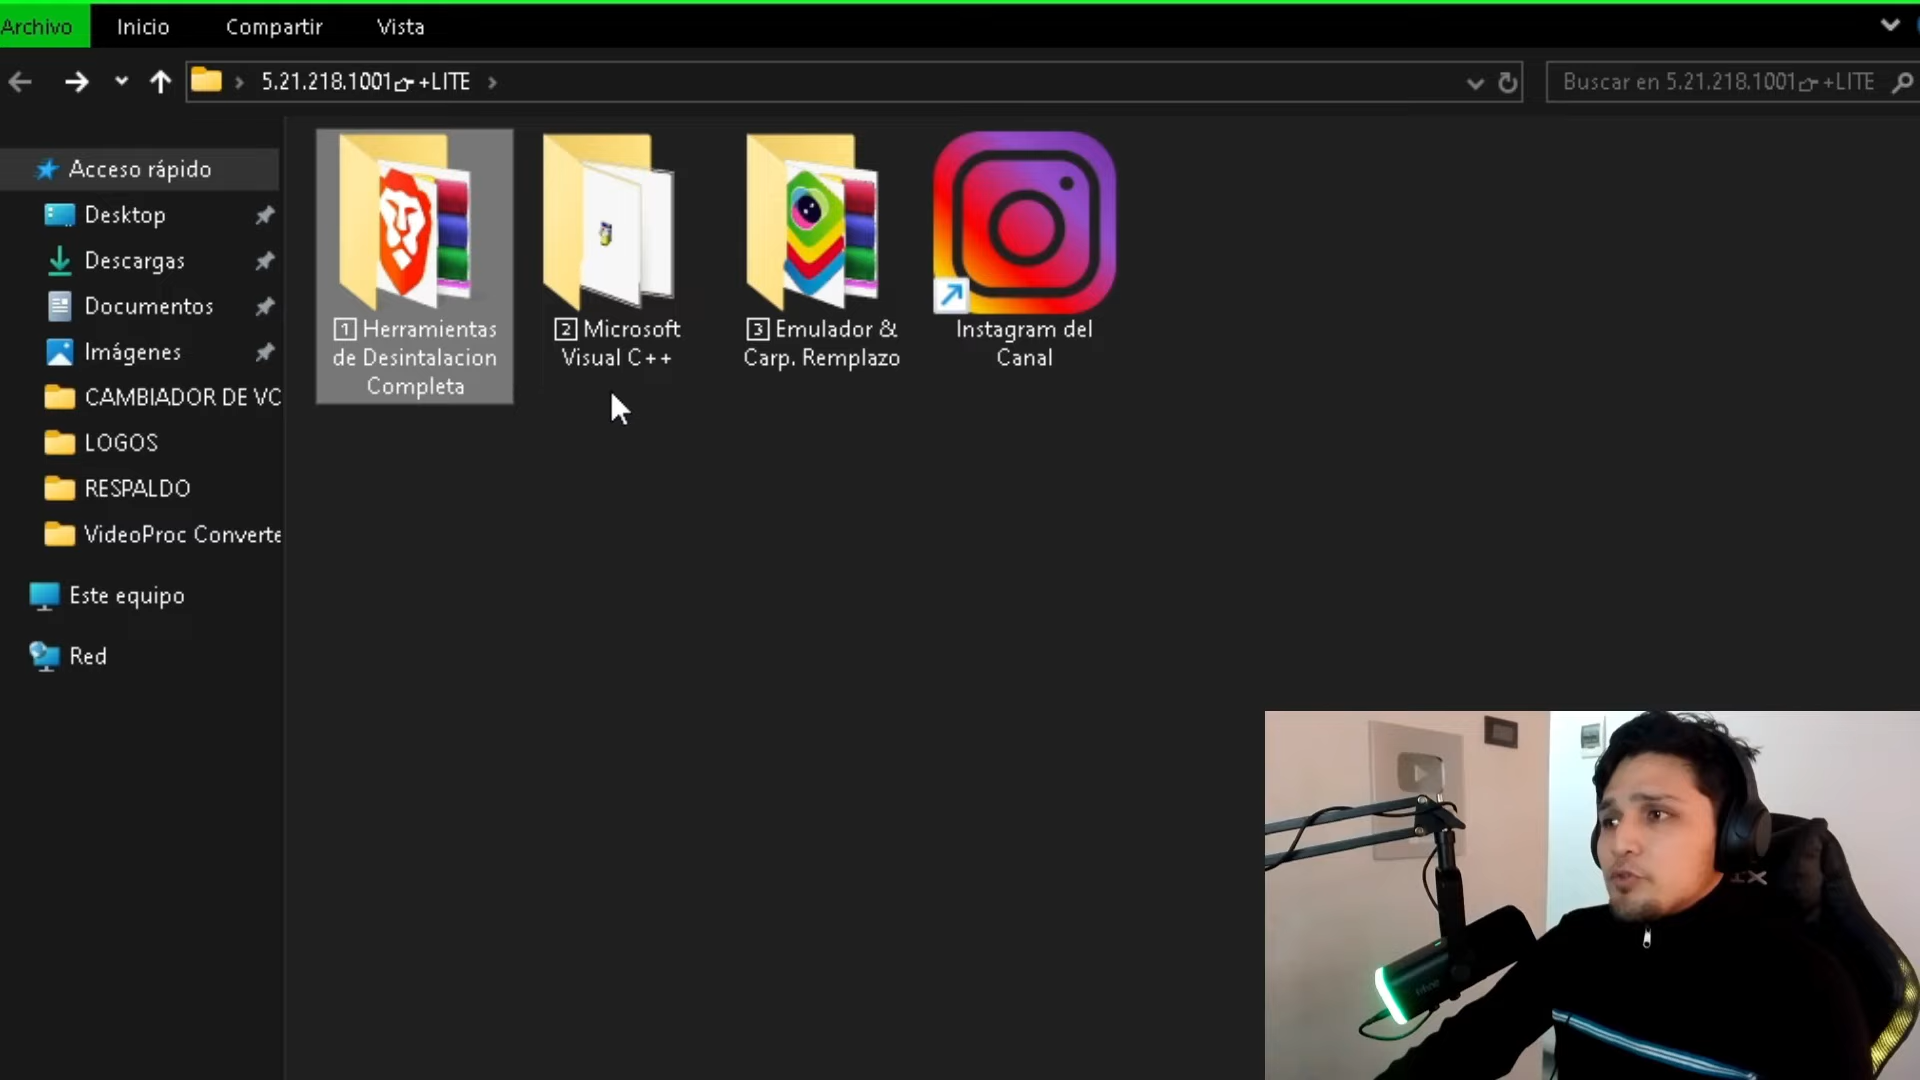 Archivo Inicio Compartir Vista
5.21.218.1001👉+LITE
Buscar en 5.21.218.1001👉+LITE
Acceso rápido
Desktop
Descargas
Documentos
Imágenes
CAMBIADOR DE VO
LOGOS
RESPALDO
VideoProc Converte
Este equipo
Red
1 Herramientas
de Desintalacion
Completa
2 Microsoft
Visual C++
3 Emulador &
Carp. Remplazo
Instagram del
Canal